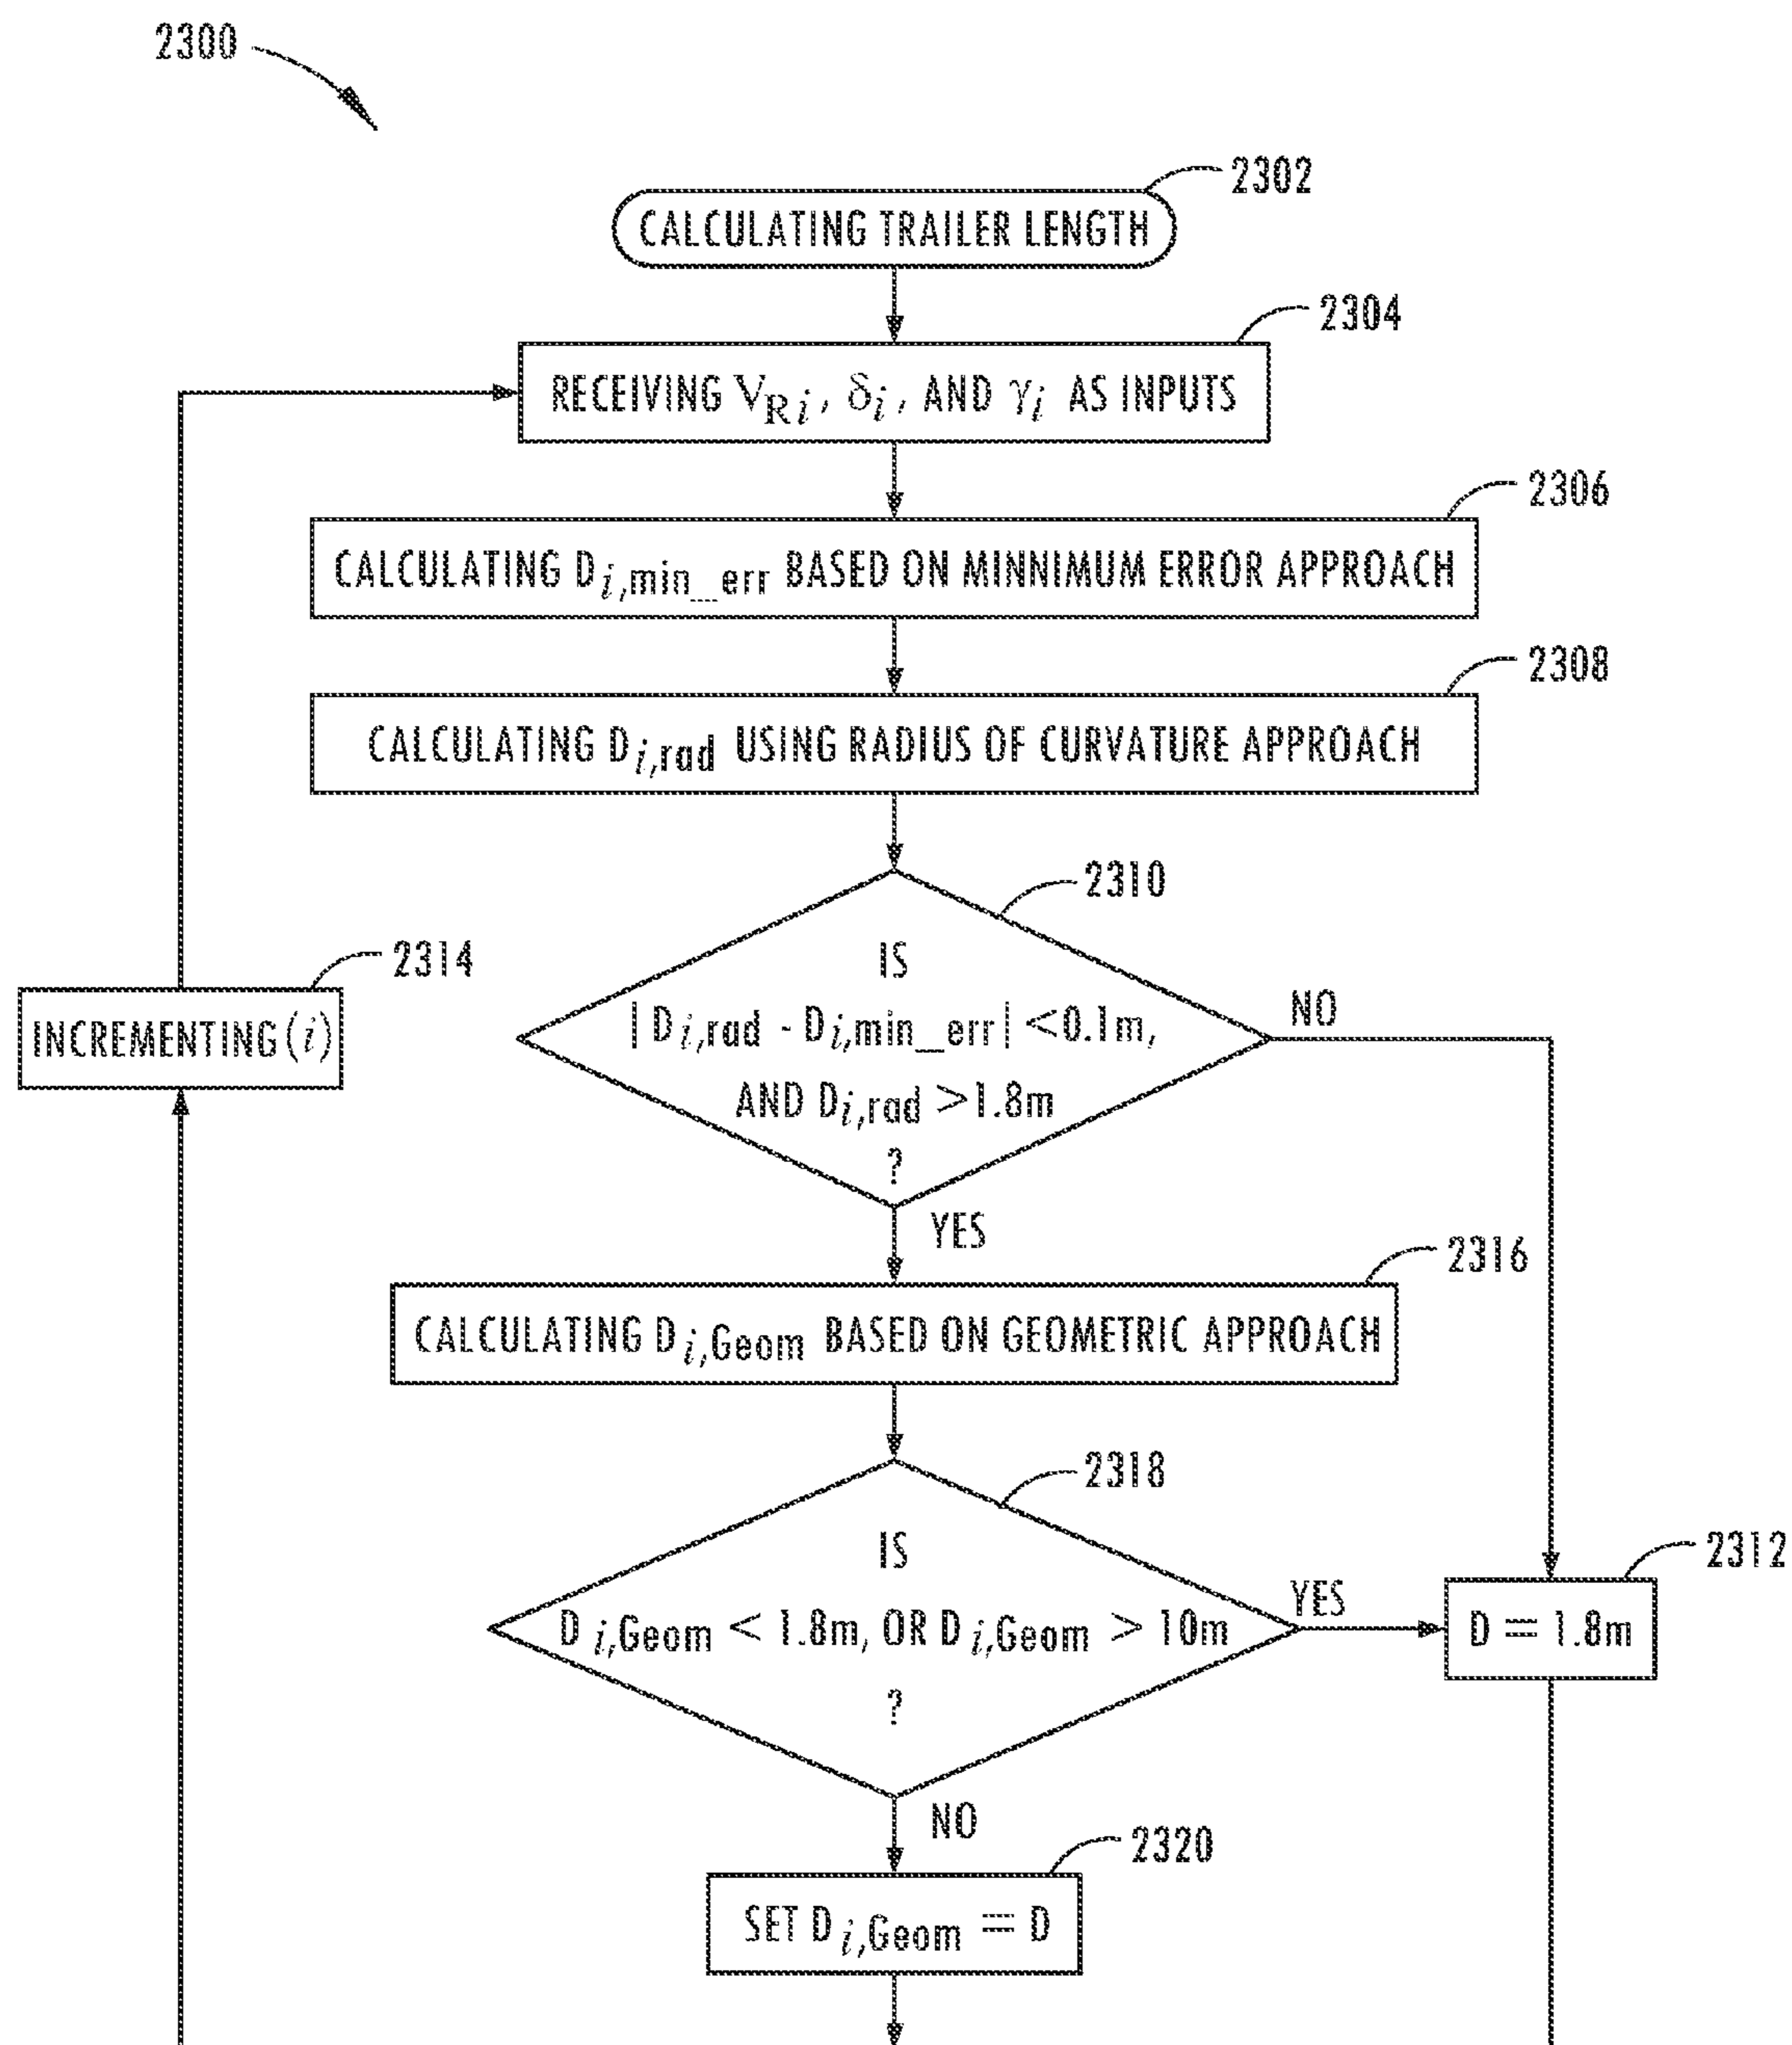 2300
2302
CALCULATING TRAILER LENGTH
2304
RECEIVING V_Ri, δ_i, AND γ_i AS INPUTS
2306
CALCULATING D_i,min_err BASED ON MINNIMUM ERROR APPROACH
2308
CALCULATING D_i,rad USING RADIUS OF CURVATURE APPROACH
2310
IS
| D_i,rad - D_i,min_err | <0.1m,
AND D_i,rad >1.8m
?
NO
2314
INCREMENTING (i)
YES
2316
CALCULATING D_i,Geom BASED ON GEOMETRIC APPROACH
2318
IS
D_i,Geom < 1.8m, OR D_i,Geom > 10m
?
YES
2312
D = 1.8m
NO
2320
SET D_i,Geom = D